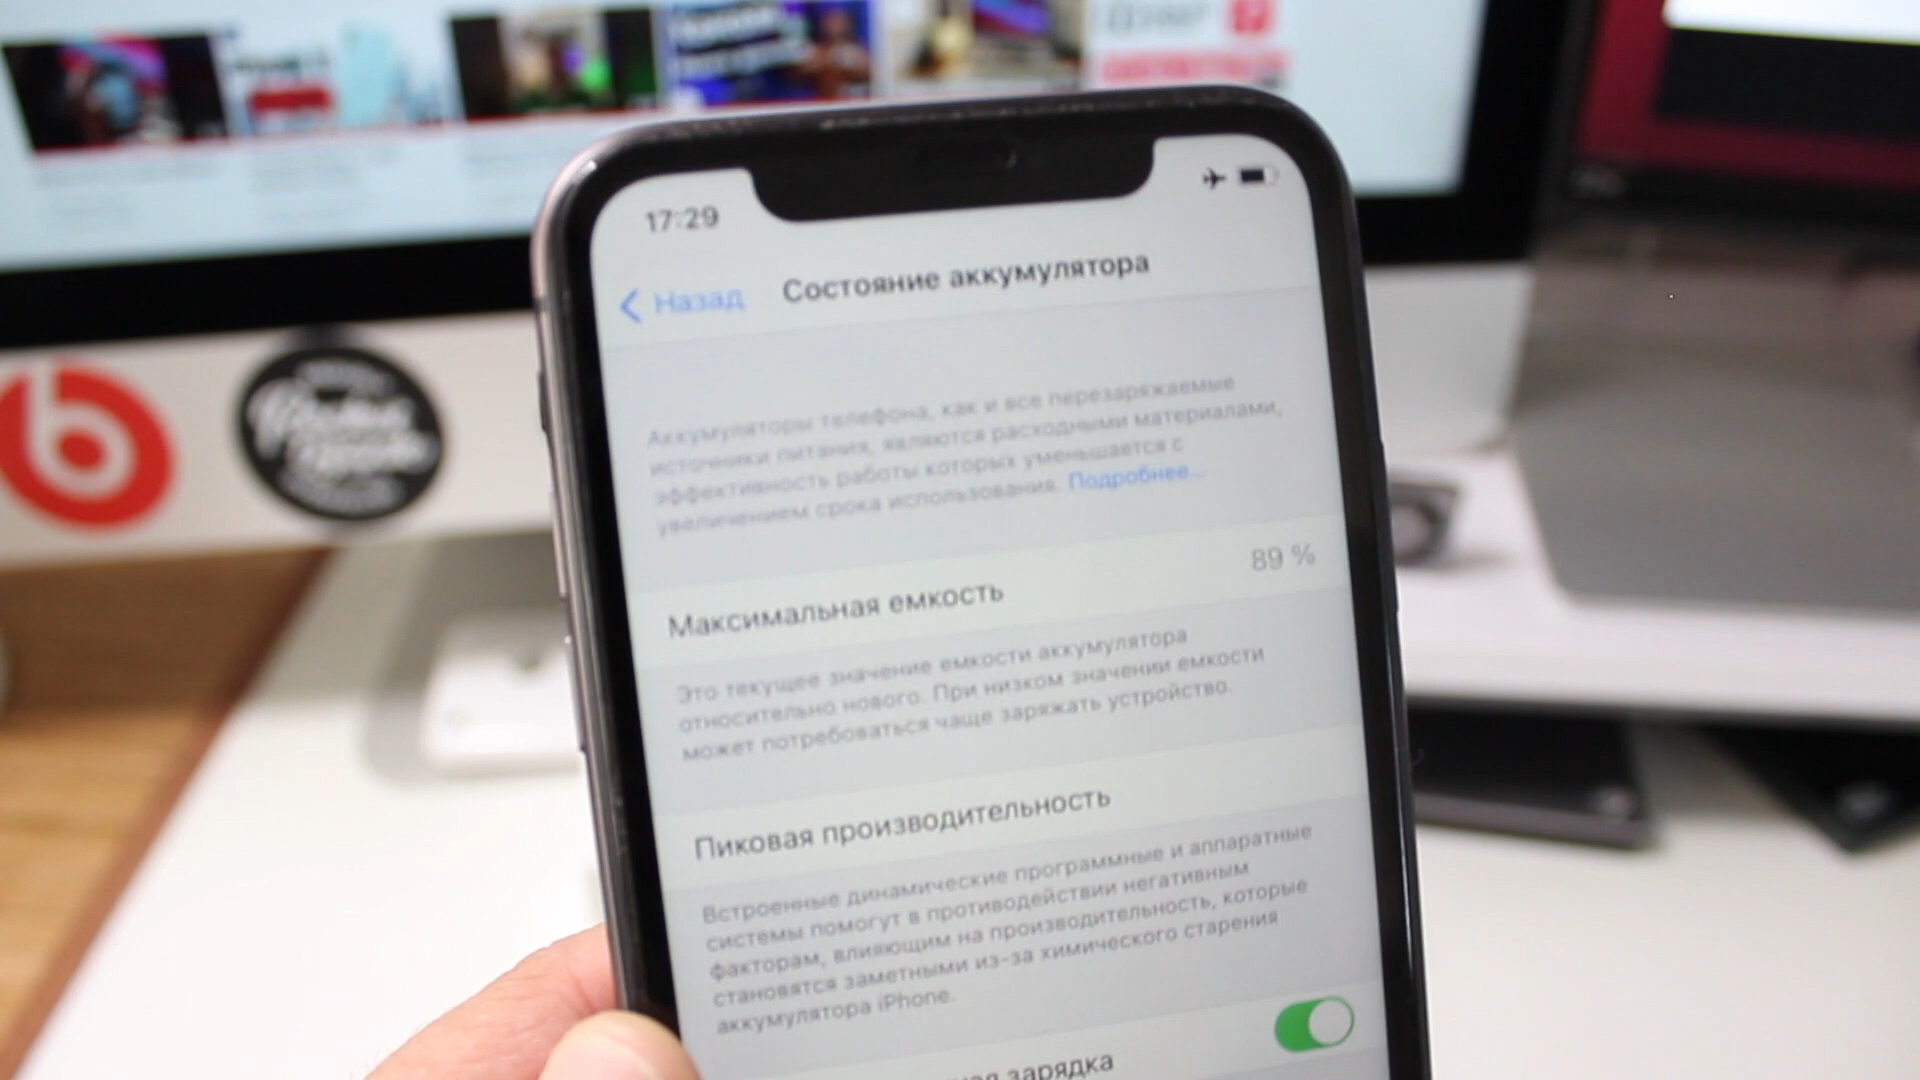 17:29
Назад
Состояние аккумулятора
Аккумуляторы телефона, как и все перезаряжаемые
источники питания, являются расходными материалами,
эффективность работы которых уменьшается с
увеличением срока использования. Подробнее...
Максимальная емкость
89 %
Это текущее значение емкости аккумулятора
относительно нового. При низком значении емкости
может потребоваться чаще заряжать устройство.
Пиковая производительность
Встроенные динамические программные и аппаратные
системы помогут в противодействии негативным
факторам, влияющим на производительность, которые
становятся заметными из-за химического старения
аккумулятора iPhone.
зарядка